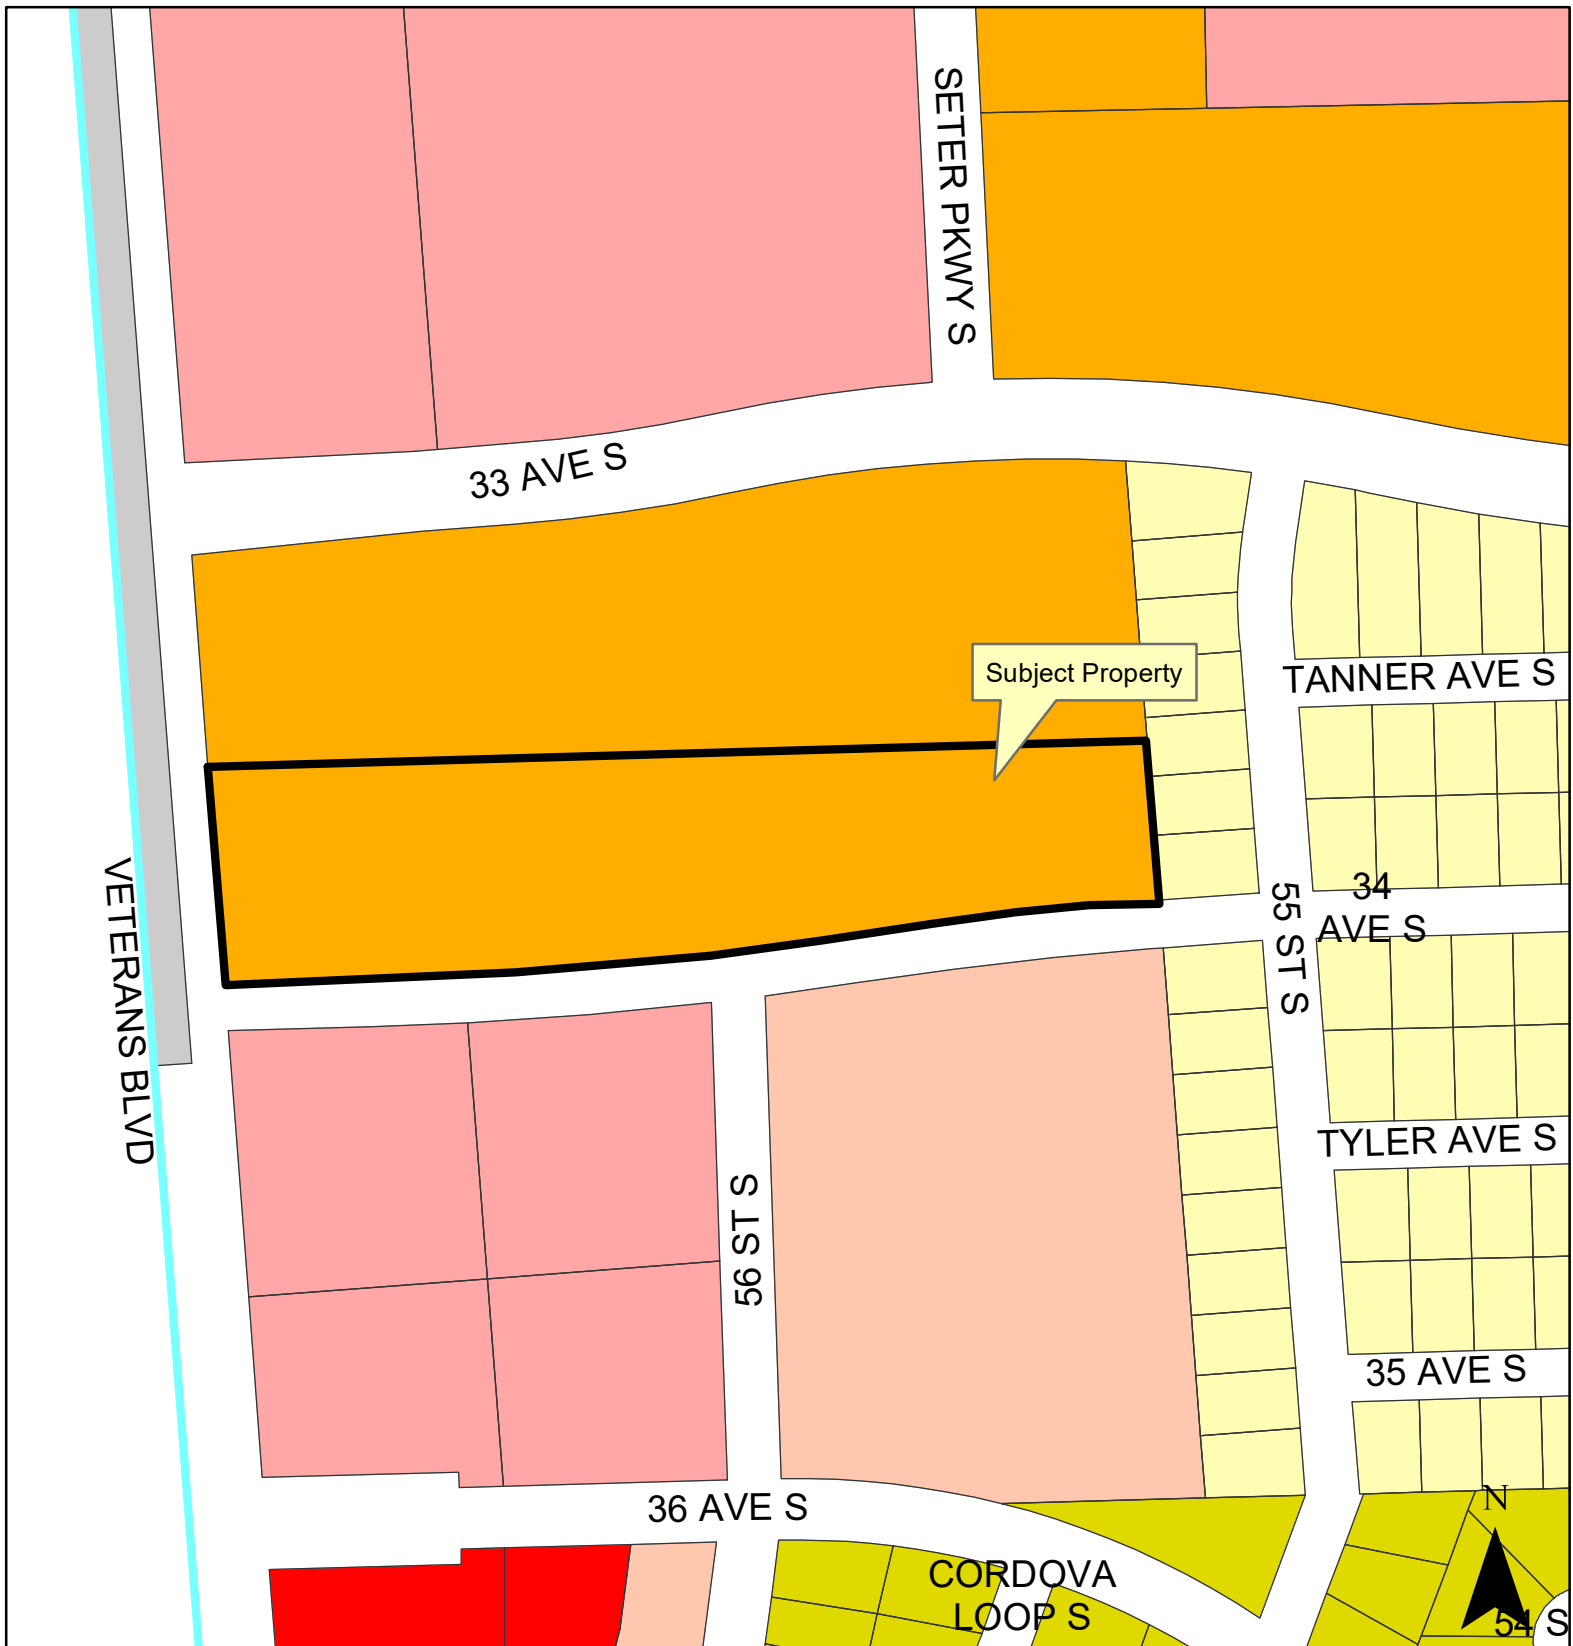 SETER PKWY S
33 AVE S
Subject Property
TANNER AVE S
34
AVE S
55 ST S
VETERANS BLVD
TYLER AVE S
56 ST S
35 AVE S
36 AVE S
N
CORDOVA
LOOP S
54 S